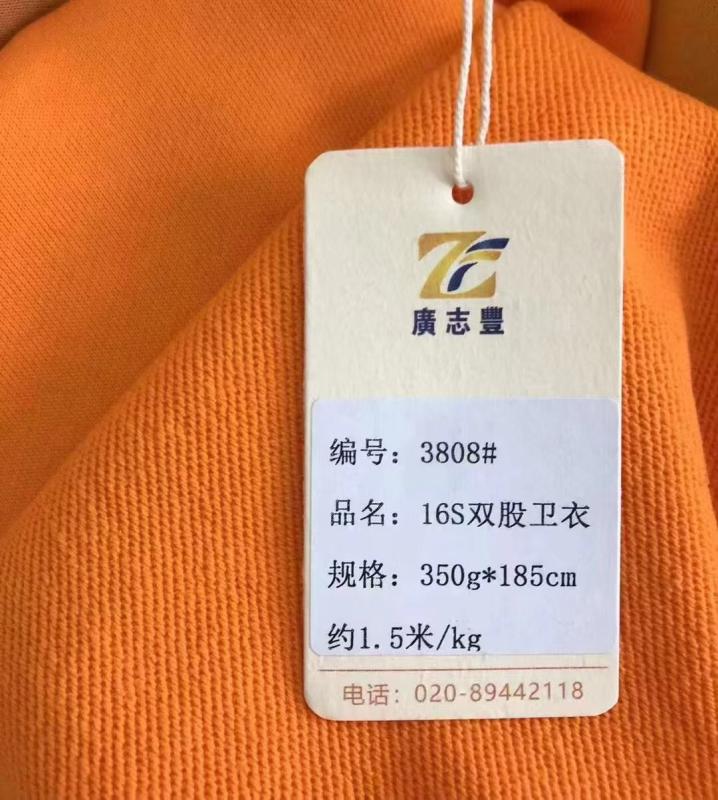 ZF
廣志豐
编号：3808#
品名：16S双股卫衣
规格：350g*185cm
约1.5米/kg
电话：020-89442118